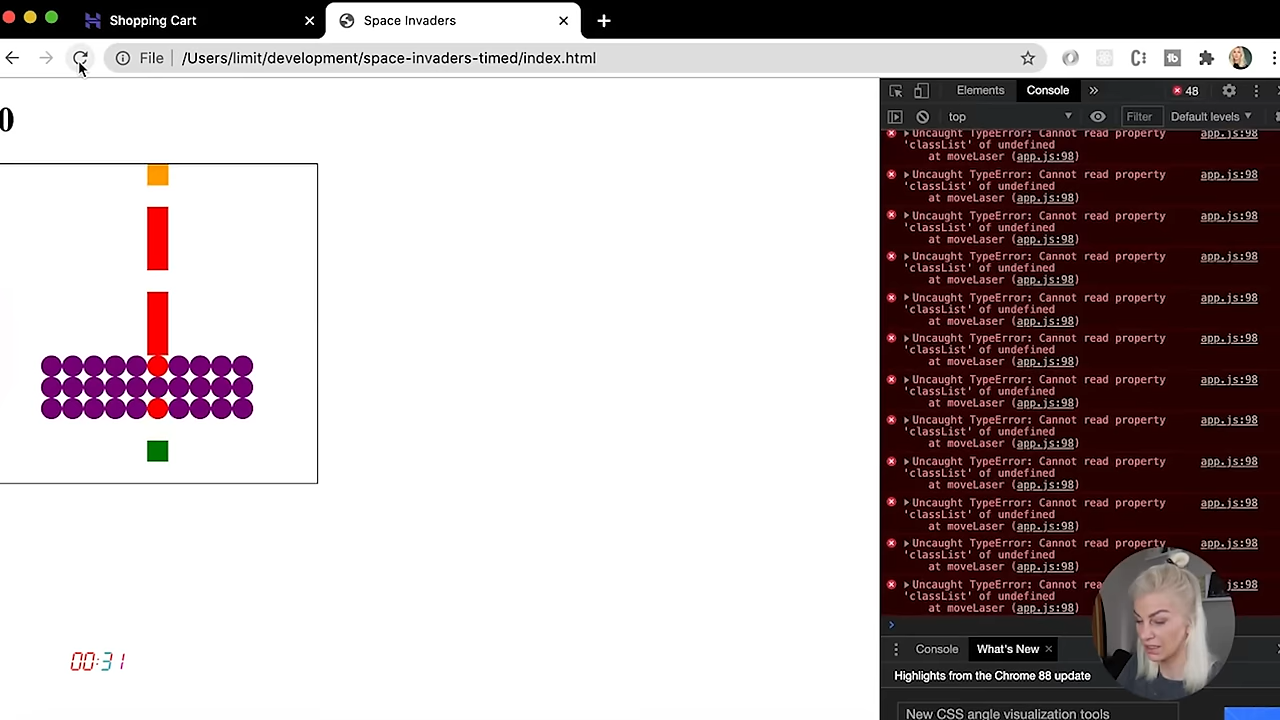 Shopping Cart
Space Invaders
File /Users/limit/development/space-invaders-timed/index.html
0
Elements Console 48
top Filter Default levels
Uncaught TypeError: Cannot read property app.js:98
'classList' of undefined
at moveLaser (app.js:98)
Uncaught TypeError: Cannot read property app.js:98
'classList' of undefined
at moveLaser (app.js:98)
Uncaught TypeError: Cannot read property app.js:98
'classList' of undefined
at moveLaser (app.js:98)
Uncaught TypeError: Cannot read property app.js:98
'classList' of undefined
at moveLaser (app.js:98)
Uncaught TypeError: Cannot read property app.js:98
'classList' of undefined
at moveLaser (app.js:98)
Uncaught TypeError: Cannot read property app.js:98
'classList' of undefined
at moveLaser (app.js:98)
Uncaught TypeError: Cannot read property app.js:98
'classList' of undefined
at moveLaser (app.js:98)
Uncaught TypeError: Cannot read property app.js:98
'classList' of undefined
at moveLaser (app.js:98)
Uncaught TypeError: Cannot read property app.js:98
'classList' of undefined
at moveLaser (app.js:98)
Uncaught TypeError: Cannot read property app.js:98
'classList' of undefined
at moveLaser (app.js:98)
Uncaught TypeError: Cannot read property app.js:98
'classList' of undefined
at moveLaser (app.js:98)
Uncaught TypeError: Cannot js:98
'classList' of undefined
at moveLaser (app.js:98)
00:31
Console What's New
Highlights from the Chrome 88 update
New CSS angle visualization tools